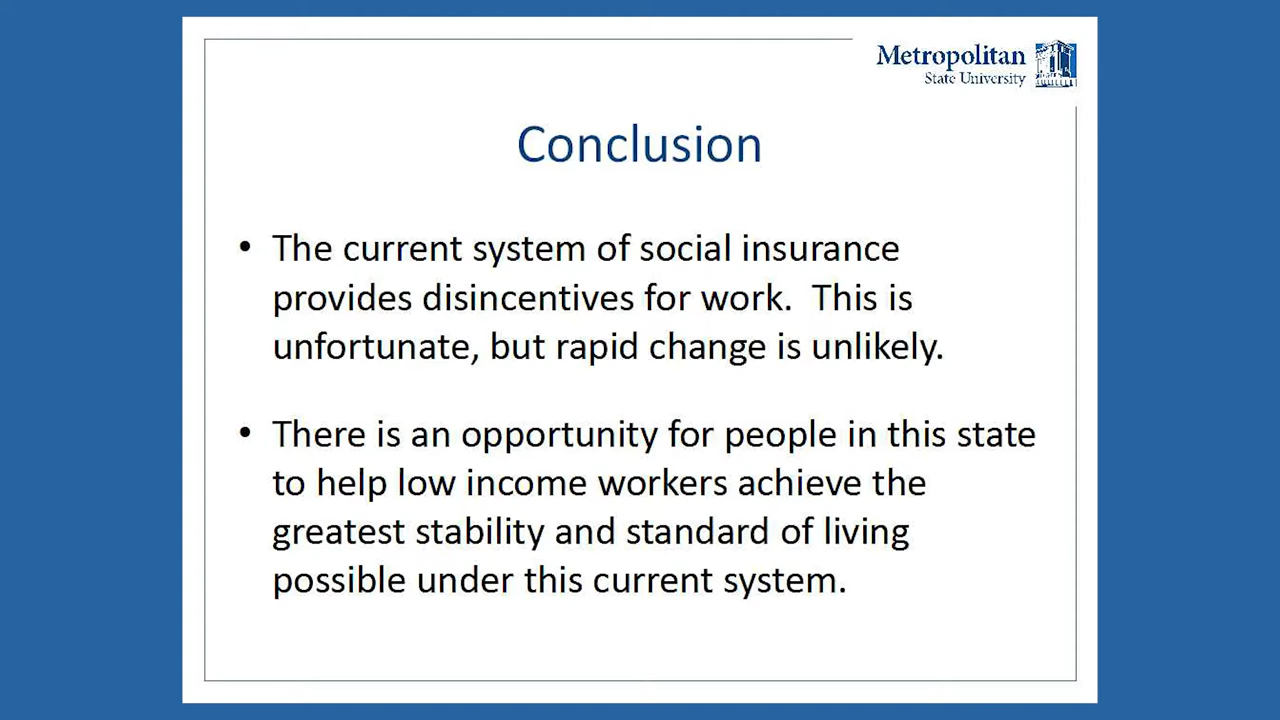 Metropolitan
State University
Conclusion
• The current system of social insurance
provides disincentives for work.  This is
unfortunate, but rapid change is unlikely.
• There is an opportunity for people in this state
to help low income workers achieve the
greatest stability and standard of living
possible under this current system.